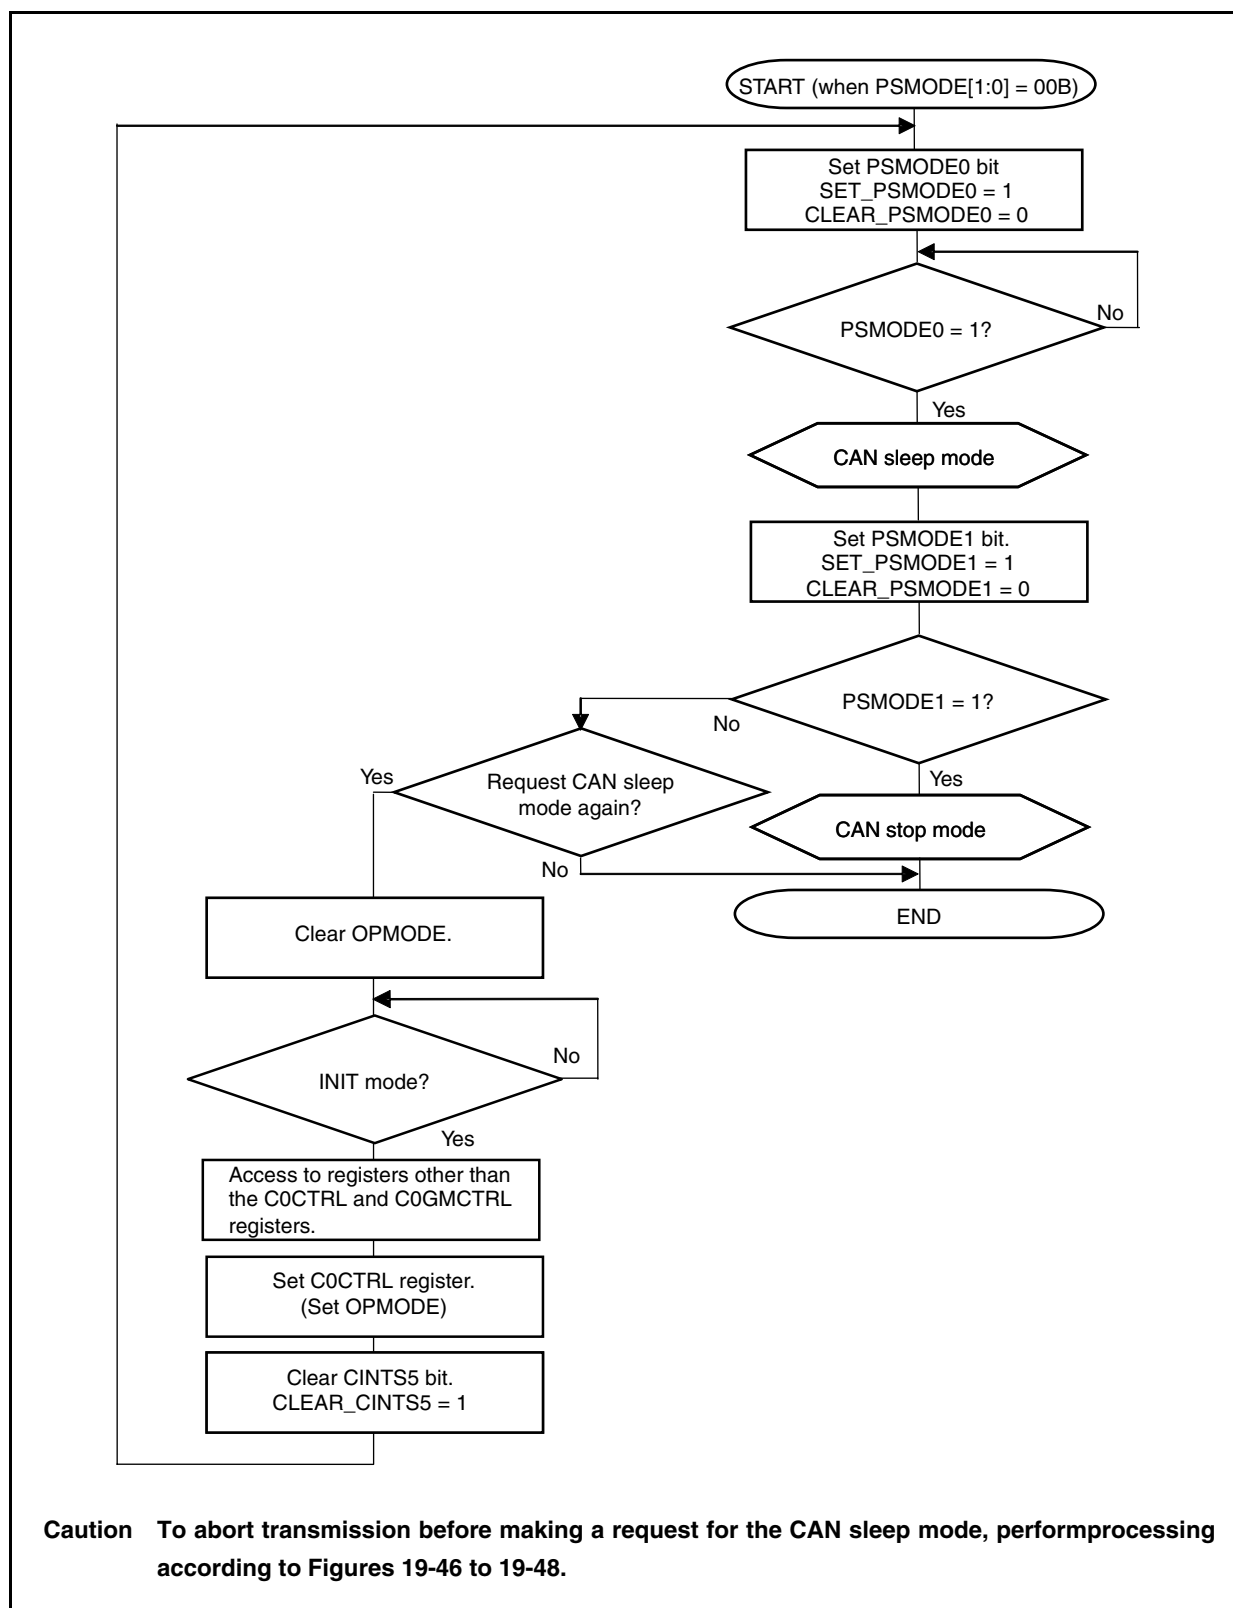 START (when PSMODE[1:0] = 00B)
Set PSMODE0 bit
SET_PSMODE0 = 1
CLEAR_PSMODE0 = 0
PSMODE0 = 1?
No
Yes
CAN sleep mode
Set PSMODE1 bit.
SET_PSMODE1 = 1
CLEAR_PSMODE1 = 0
PSMODE1 = 1?
No
Yes
Request CAN sleep
mode again?
Yes
No
CAN stop mode
END
Clear OPMODE.
INIT mode?
No
Yes
Access to registers other than
the C0CTRL and C0GMCTRL
registers.
Set C0CTRL register.
(Set OPMODE)
Clear CINTS5 bit.
CLEAR_CINTS5 = 1
Caution To abort transmission before making a request for the CAN sleep mode, performprocessing
according to Figures 19-46 to 19-48.